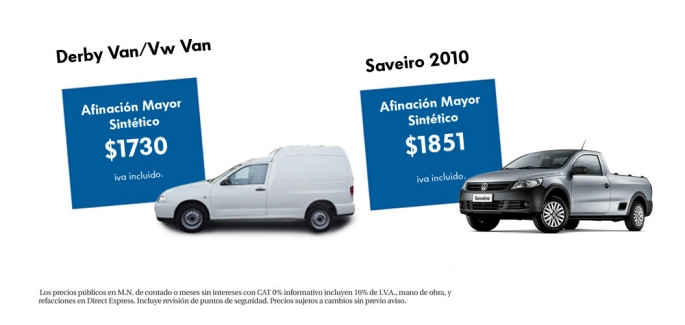 Derby Van/Vw Van
Afinación Mayor
Sintético
$1730
iva incluido.
Saveiro 2010
Afinación Mayor
Sintético
$1851
iva incluido.
Saveiro
Los precios públicos en M.N. de contado o meses sin intereses con CAT 0% informativo incluyen 16% de I.V.A., mano de obra, y
refacciones en Direct Express. Incluye revisión de puntos de seguridad. Precios sujetos a cambios sin previo aviso.